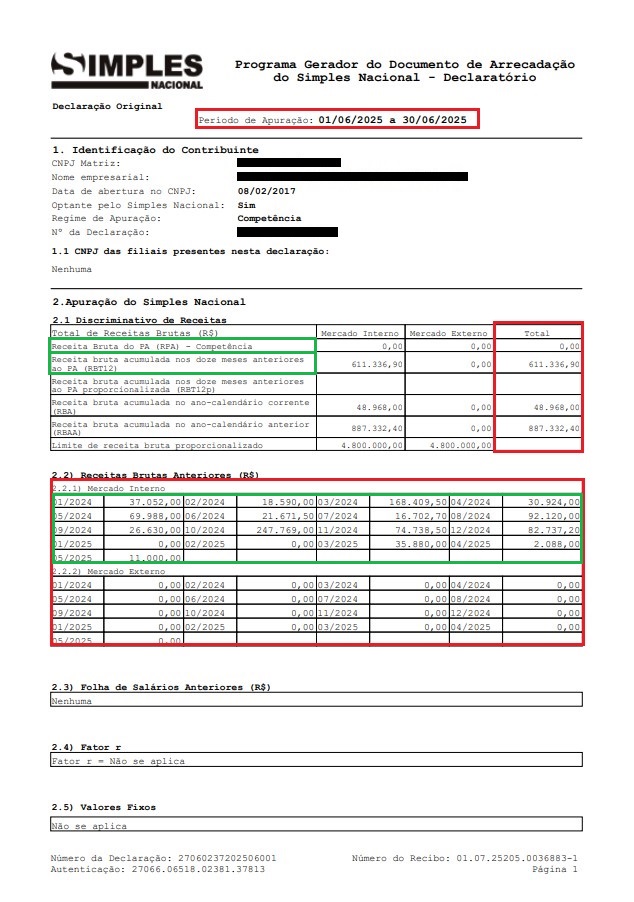 SIMPLES
NACIONAL
Programa Gerador do Documento de Arrecadação
do Simples Nacional - Declaratório
Declaração Original
Período de Apuração: 01/06/2025 a 30/06/2025
1. Identificação do Contribuinte
CNPJ Matriz:
Nome empresarial:
Data de abertura no CNPJ: 08/02/2017
Optante pelo Simples Nacional: Sim
Regime de Apuração: Competência
Nº da Declaração:
1.1 CNPJ das filiais presentes nesta declaração:
Nenhuma
2.Apuração do Simples Nacional
2.1 Discriminativo de Receitas
Total de Receitas Brutas (R$) Mercado Interno Mercado Externo Total
Receita Bruta do PA (RPA) - Competência 0,00 0,00 0,00
Receita bruta acumulada nos doze meses anteriores
ao PA (RBT12) 611.336,90 0,00 611.336,90
Receita bruta acumulada nos doze meses anteriores
ao PA proporcionalizada (RBT12p)
Receita bruta acumulada no ano-calendário corrente
(RBA) 48.968,00 0,00 48.968,00
Receita bruta acumulada no ano-calendário anterior
(RBAA) 887.332,40 0,00 887.332,40
Limite de receita bruta proporcionalizado 4.800.000,00 4.800.000,00
2.2) Receitas Brutas Anteriores (R$)
2.2.1) Mercado Interno
01/2024 37.052,00 02/2024 18.590,00 03/2024 168.409,50 04/2024 30.924,00
05/2024 69.988,00 06/2024 21.671,50 07/2024 16.702,70 08/2024 92.120,00
09/2024 26.630,00 10/2024 247.769,00 11/2024 74.738,50 12/2024 82.737,20
01/2025 0,00 02/2025 0,00 03/2025 35.880,00 04/2025 2.088,00
05/2025 11.000,00
2.2.2) Mercado Externo
01/2024 0,00 02/2024 0,00 03/2024 0,00 04/2024 0,00
05/2024 0,00 06/2024 0,00 07/2024 0,00 08/2024 0,00
09/2024 0,00 10/2024 0,00 11/2024 0,00 12/2024 0,00
01/2025 0,00 02/2025 0,00 03/2025 0,00 04/2025 0,00
05/2025 0,00
2.3) Folha de Salários Anteriores (R$)
Nenhuma
2.4) Fator r
Fator r = Não se aplica
2.5) Valores Fixos
Não se aplica
Número da Declaração: 27060237202506001 Número do Recibo: 01.07.25205.0036883-1
Autenticação: 27066.06518.02381.37813 Página 1